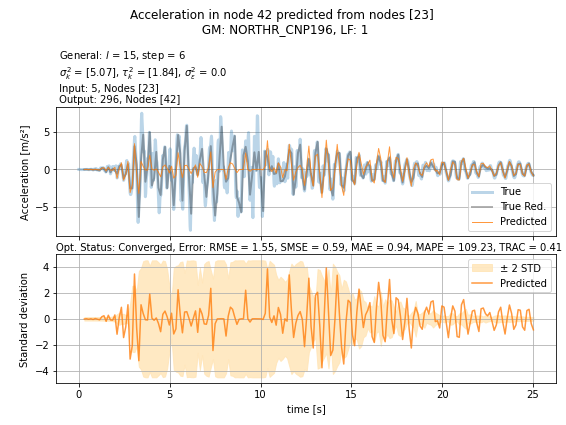 Acceleration in node 42 predicted from nodes [23]
GM: NORTHR_CNP196, LF: 1
General: l = 15, step = 6
σ²ₖ = [5.07], τ²ₖ = [1.84], σ²ε = 0.0
Input: 5, Nodes [23]
Output: 296, Nodes [42]
Acceleration [m/s²]
5
0
−5
True
True Red.
Predicted
Opt. Status: Converged, Error: RMSE = 1.55, SMSE = 0.59, MAE = 0.94, MAPE = 109.23, TRAC = 0.41
Standard deviation
4
2
0
−2
−4
± 2 STD
Predicted
0 5 10 15 20 25
time [s]